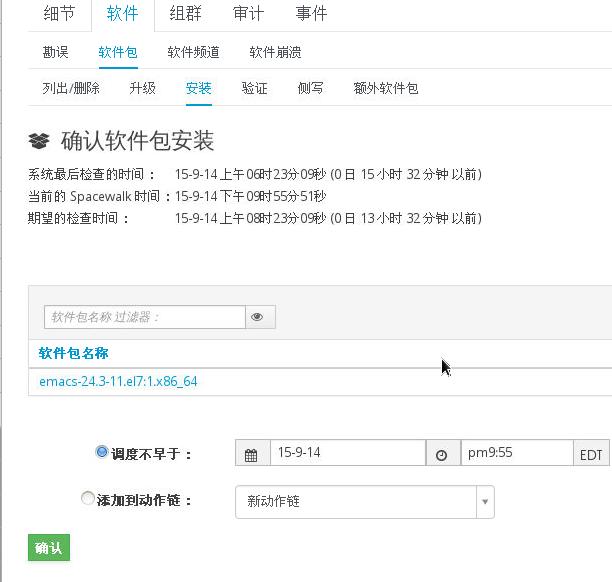 细节 软件 组群 审计 事件
勘误 软件包 软件频道 软件崩溃
列出/删除 升级 安装 验证 侧写 额外软件包
确认软件包安装
系统最后检查的时间： 15-9-14 上午06时23分09秒 (0 日 15 小时 32 分钟 以前)
当前的 Spacewalk 时间：15-9-14 下午09时55分51秒
期望的检查时间： 15-9-14 上午08时23分09秒 (0 日 13 小时 32 分钟 以前)
软件包名称 过滤器：
软件包名称
emacs-24.3-11.el7:1.x86_64
调度不早于： 15-9-14 pm9:55 EDT
添加到动作链： 新动作链
确认